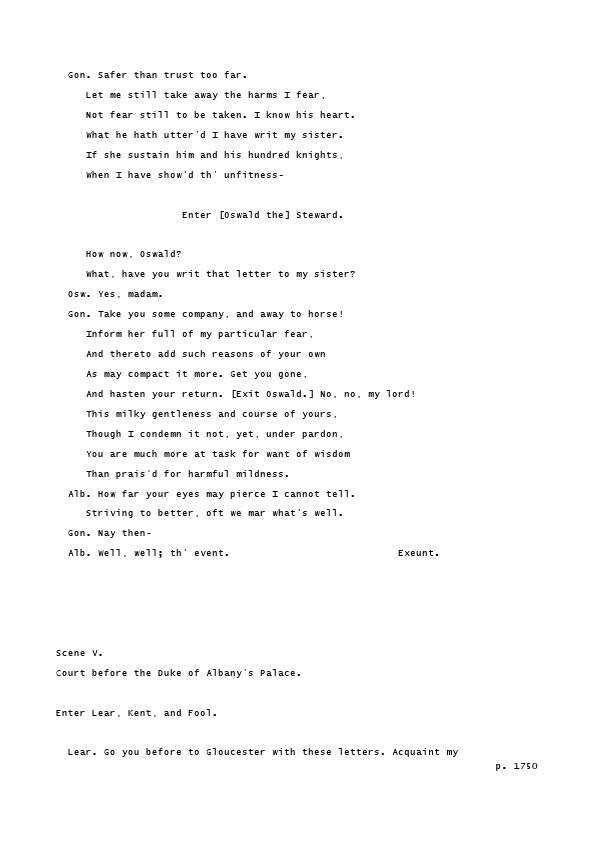 Gon. Safer than trust too far.
Let me still take away the harms I fear,
Not fear still to be taken. I know his heart.
What he hath utter'd I have writ my sister.
If she sustain him and his hundred knights,
When I have show'd th' unfitness-
Enter [Oswald the] Steward.
How now, Oswald?
What, have you writ that letter to my sister?
Osw. Yes, madam.
Gon. Take you some company, and away to horse!
Inform her full of my particular fear,
And thereto add such reasons of your own
As may compact it more. Get you gone,
And hasten your return. [Exit Oswald.] No, no, my lord!
This milky gentleness and course of yours,
Though I condemn it not, yet, under pardon,
You are much more at task for want of wisdom
Than prais'd for harmful mildness.
Alb. How far your eyes may pierce I cannot tell.
Striving to better, oft we mar what's well.
Gon. Nay then-
Alb. Well, well; th' event. Exeunt.
Scene V.
Court before the Duke of Albany's Palace.
Enter Lear, Kent, and Fool.
Lear. Go you before to Gloucester with these letters. Acquaint my
p. 1750